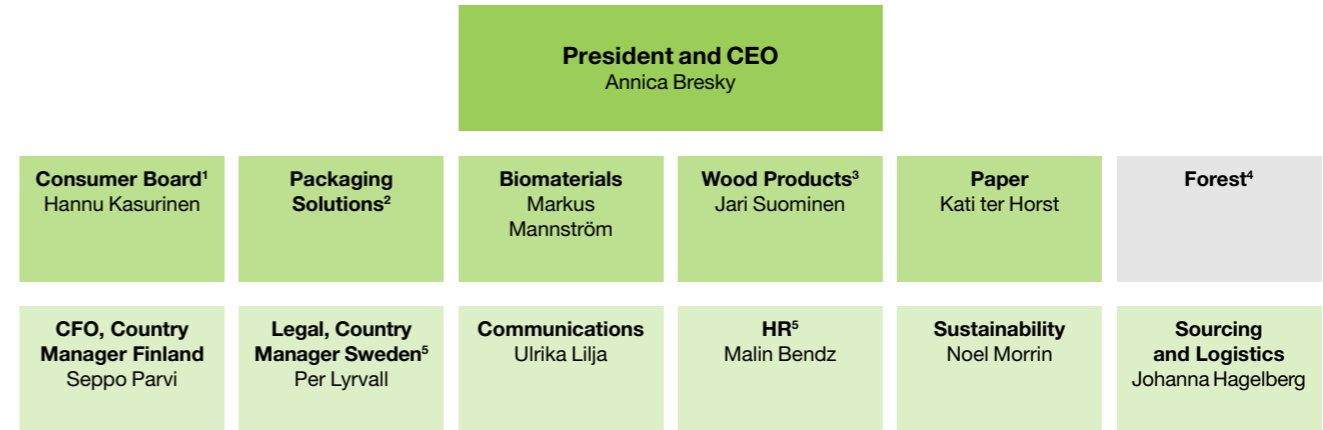 President and CEO
Annica Bresky
Consumer Board¹
Hannu Kasurinen
Packaging
Solutions²
Biomaterials
Markus
Mannström
Wood Products³
Jari Suominen
Paper
Kati ter Horst
Forest⁴
CFO, Country
Manager Finland
Seppo Parvi
Legal, Country
Manager Sweden⁵
Per Lyrvall
Communications
Ulrika Lilja
HR⁵
Malin Bendz
Sustainability
Noel Morrin
Sourcing
and Logistics
Johanna Hagelberg